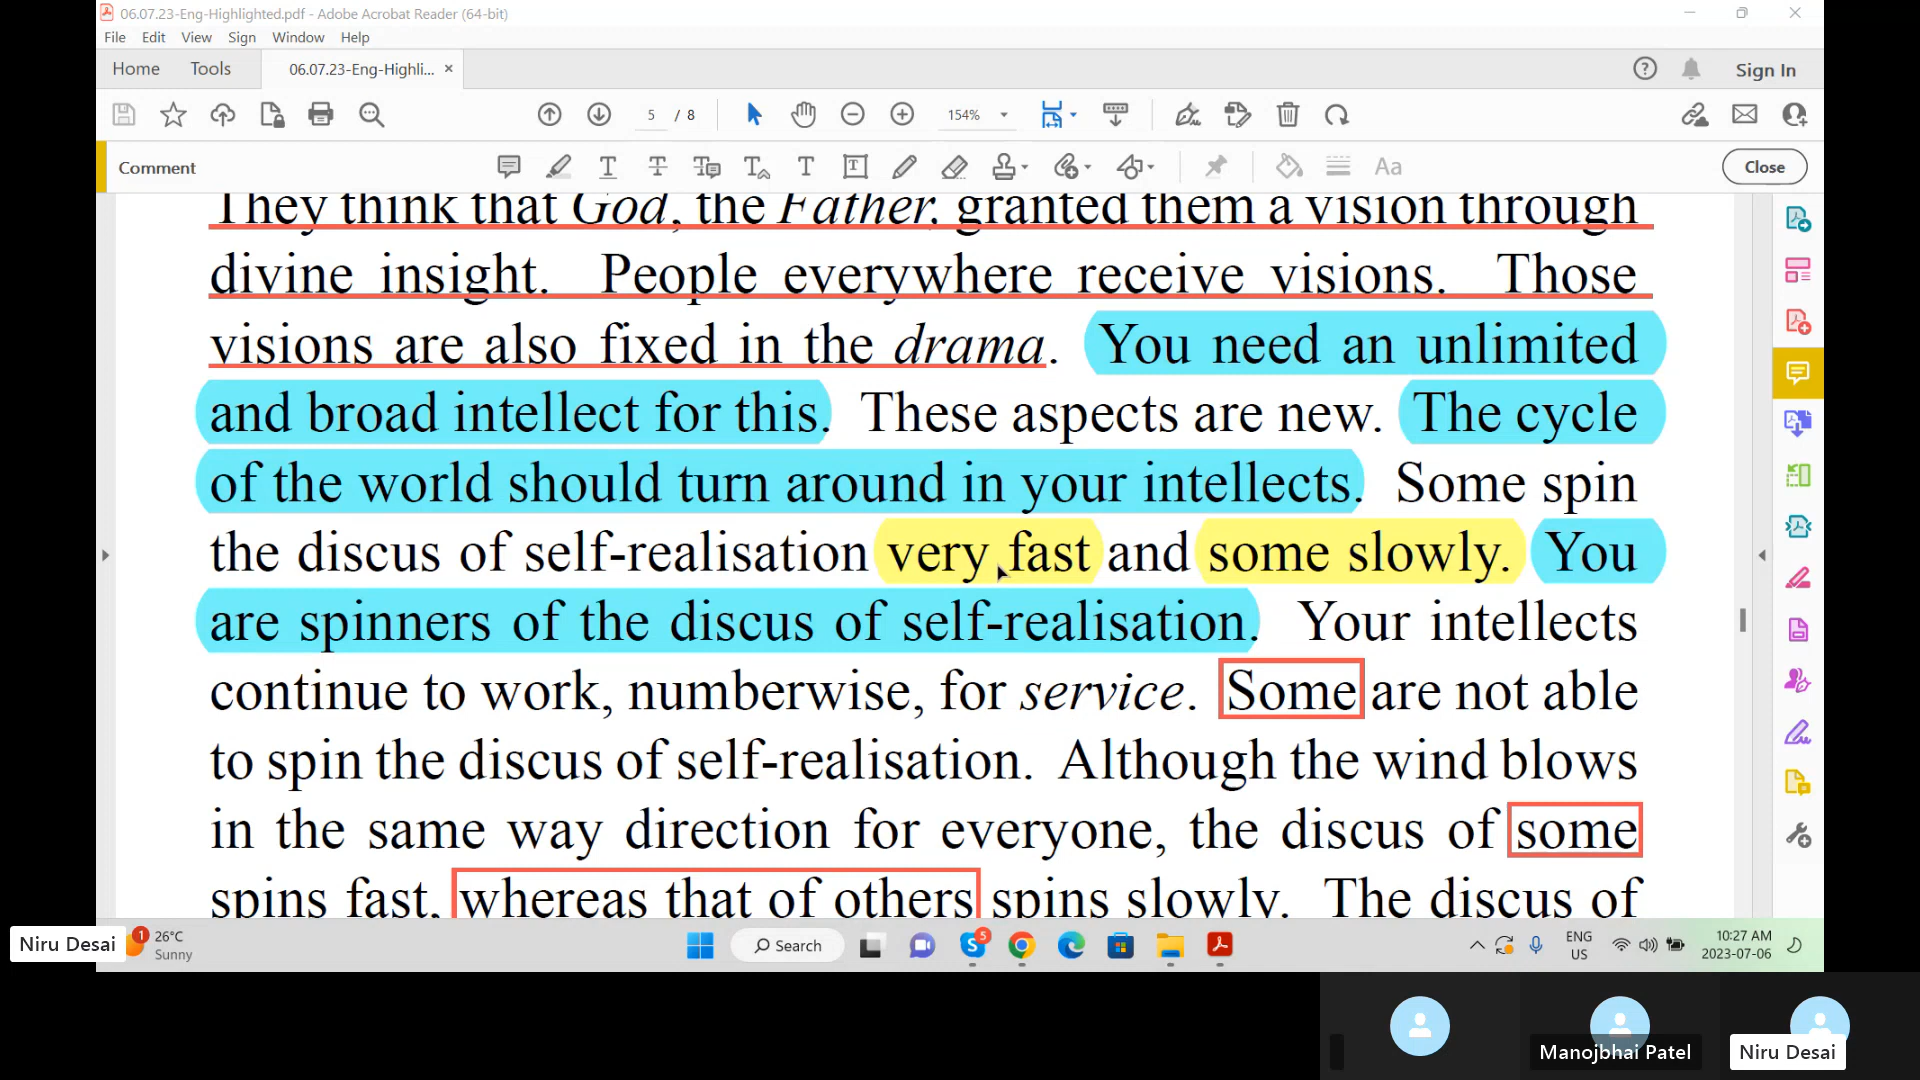 06.07.23-Eng-Highlighted.pdf - Adobe Acrobat Reader (64-bit)
File Edit View Sign Window Help
Home Tools 06.07.23-Eng-Highli... × Sign In
5 / 8 154%
Comment Aa Close
They think that God, the Father, granted them a vision through
divine insight. People everywhere receive visions. Those
visions are also fixed in the drama. You need an unlimited
and broad intellect for this. These aspects are new. The cycle
of the world should turn around in your intellects. Some spin
the discus of self-realisation very fast and some slowly. You
are spinners of the discus of self-realisation. Your intellects
continue to work, numberwise, for service. Some are not able
to spin the discus of self-realisation. Although the wind blows
in the same way direction for everyone, the discus of some
spins fast, whereas that of others spins slowly. The discus of
Niru Desai
1
26°C
Sunny
Search
5
ENG
US
10:27 AM
2023-07-06
Manojbhai Patel
Niru Desai